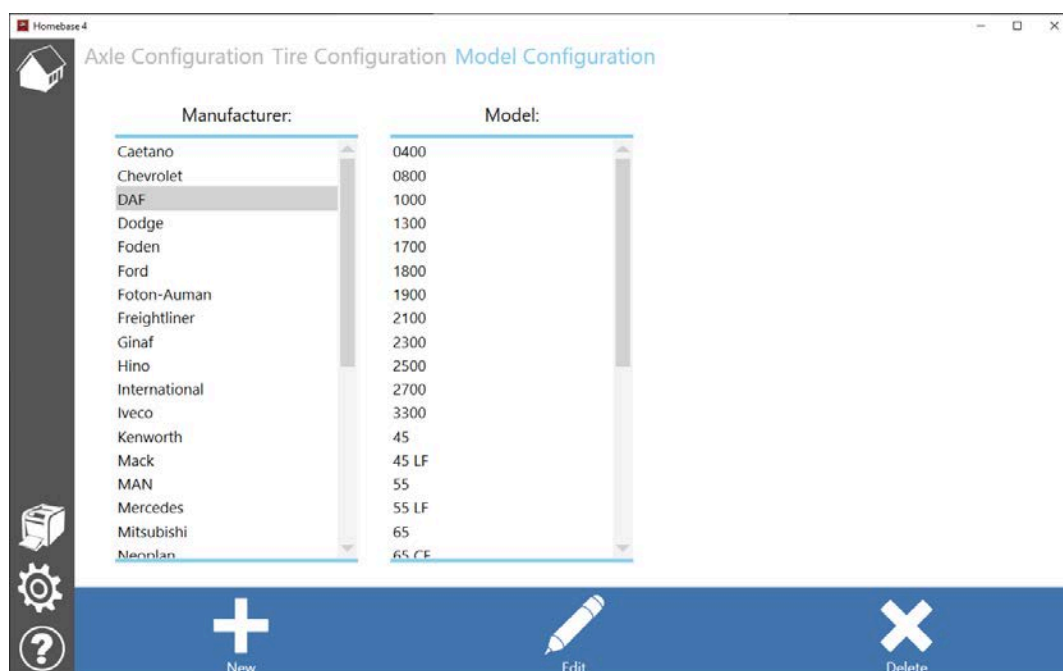 Homebase 4
Axle Configuration Tire Configuration Model Configuration
Manufacturer:
Caetano
Chevrolet
DAF
Dodge
Foden
Ford
Foton-Auman
Freightliner
Ginaf
Hino
International
Iveco
Kenworth
Mack
MAN
Mercedes
Mitsubishi
Neoplan
Model:
0400
0800
1000
1300
1700
1800
1900
2100
2300
2500
2700
3300
45
45 LF
55
55 LF
65
65 CF
New
Edit
Delete